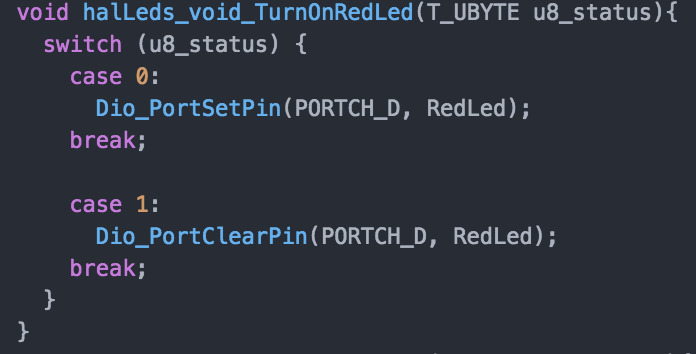 void halLeds_void_TurnOnRedLed(T_UBYTE u8_status){
  switch (u8_status) {
    case 0:
      Dio_PortSetPin(PORTCH_D, RedLed);
    break;

    case 1:
      Dio_PortClearPin(PORTCH_D, RedLed);
    break;
  }
}